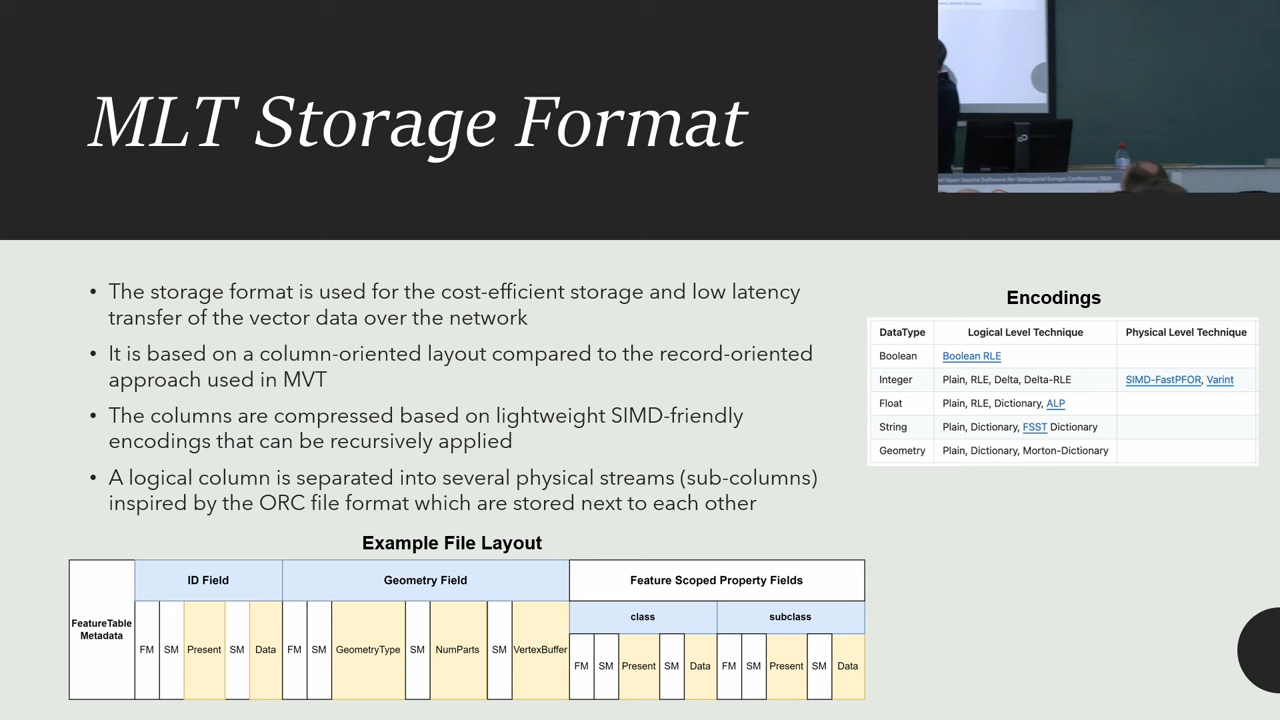 MLT Storage Format
• The storage format is used for the cost-efficient storage and low latency
transfer of the vector data over the network
• It is based on a column-oriented layout compared to the record-oriented
approach used in MVT
• The columns are compressed based on lightweight SIMD-friendly
encodings that can be recursively applied
• A logical column is separated into several physical streams (sub-columns)
inspired by the ORC file format which are stored next to each other
Encodings
DataType Logical Level Technique Physical Level Technique
Boolean Boolean RLE
Integer Plain, RLE, Delta, Delta-RLE SIMD-FastPFOR, Varint
Float Plain, RLE, Dictionary, ALP
String Plain, Dictionary, FSST Dictionary
Geometry Plain, Dictionary, Morton-Dictionary
Example File Layout
FeatureTable
Metadata
ID Field Geometry Field Feature Scoped Property Fields
class subclass
FM SM Present SM Data FM SM GeometryType SM NumParts SM VertexBuffer FM SM Present SM Data FM SM Present SM Data